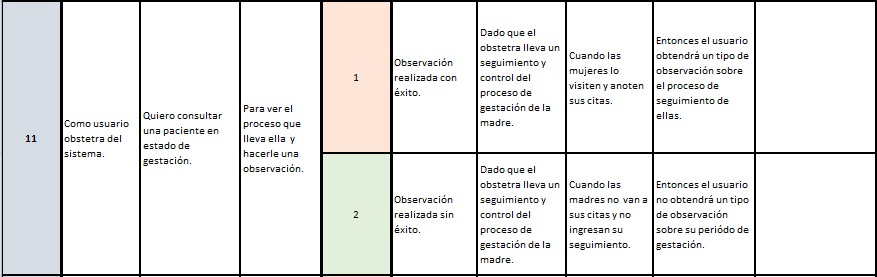 11
Como usuario
obstetra del
sistema.
Quiero consultar
una paciente en
estado de
gestación.
Para ver el
proceso que
lleva ella y
hacerle una
observación.
1
Observación
realizada con
éxito.
Dado que el
obstetra lleva un
seguimiento y
control del
proceso de
gestación de la
madre.
Cuando las
mujeres lo
visiten y anoten
sus citas.
Entonces el usuario
obtendrá un tipo de
observación sobre
el proceso de
seguimiento de
ellas.
2
Observación
realizada sin
éxito.
Dado que el
obstetra lleva un
seguimiento y
control del
proceso de
gestación de la
madre.
Cuando las
madres no van a
sus citas y no
ingresan su
seguimiento.
Entonces el usuario
no obtendrá un tipo
de observación
sobre su periódo de
gestación.